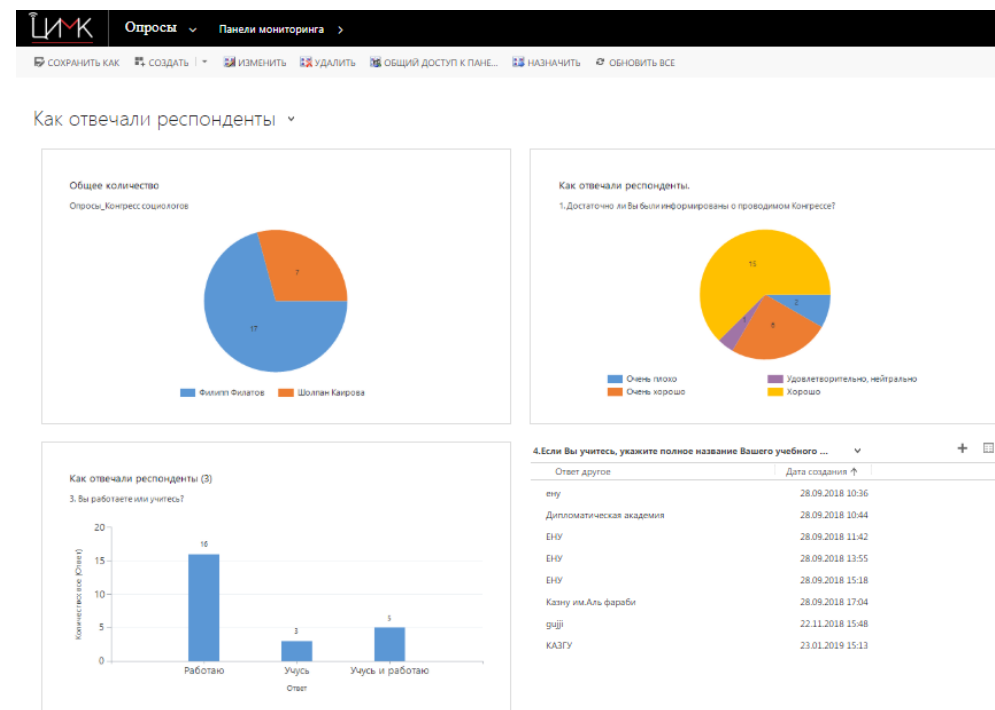 ЦИМК Опросы Панели мониторинга
СОХРАНИТЬ КАК СОЗДАТЬ ИЗМЕНИТЬ УДАЛИТЬ ОБЩИЙ ДОСТУП К ПАНЕ... НАЗНАЧИТЬ ОБНОВИТЬ ВСЕ
Как отвечали респонденты
Общее количество
Опросы_Конгресс социологов
7
17
Филипп Филатов Шолпан Каирова
Как отвечали респонденты.
1.Достаточно ли Вы были информированы о проводимом Конгрессе?
15
2
1
6
Очень плохо Удовлетворительно, нейтрально
Очень хорошо Хорошо
Как отвечали респонденты (3)
3. Вы работаете или учитесь?
Количество: все (Ответ)
20
15
10
5
0
16
3
5
Работаю Учусь Учусь и работаю
Ответ
4.Если Вы учитесь, укажите полное название Вашего учебного ...
Ответ другое Дата создания
ену 28.09.2018 10:36
Дипломатическая академия 28.09.2018 10:44
ЕНУ 28.09.2018 11:42
ЕНУ 28.09.2018 13:55
ЕНУ 28.09.2018 15:18
Казну им.Аль фараби 28.09.2018 17:04
gujji 22.11.2018 15:48
КАЗГУ 23.01.2019 15:13